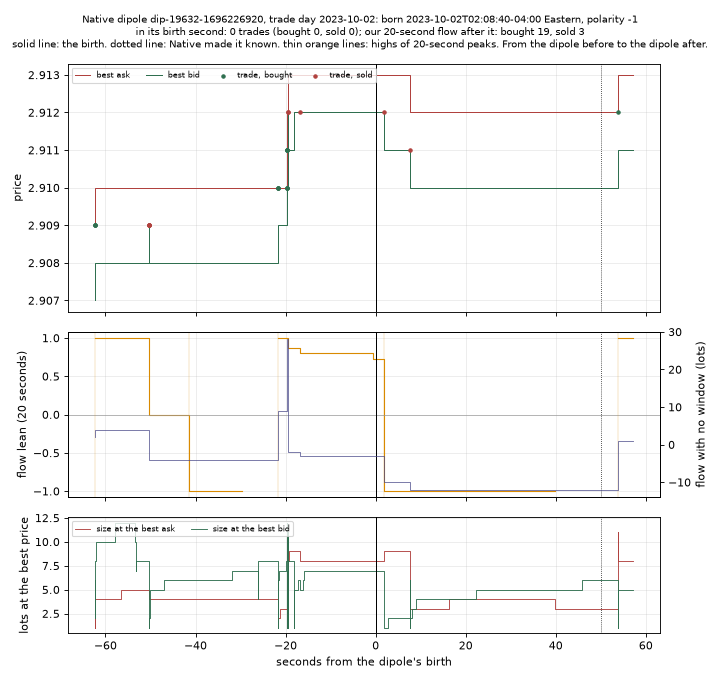 Native dipole dip-19632-1696226920, trade day 2023-10-02: born 2023-10-02T02:08:40-04:00 Eastern, polarity -1
in its birth second: 0 trades (bought 0, sold 0); our 20-second flow after it: bought 19, sold 3
solid line: the birth. dotted line: Native made it known. thin orange lines: highs of 20-second peaks. From the dipole before to the dipole after.
best ask
best bid
trade, bought
trade, sold
2.913
2.912
2.911
2.910
2.909
2.908
2.907
price
1.0
0.5
0.0
−0.5
−1.0
flow lean (20 seconds)
30
20
10
0
−10
flow with no window (lots)
size at the best ask
size at the best bid
12.5
10.0
7.5
5.0
2.5
lots at the best price
−60
−40
−20
0
20
40
60
seconds from the dipole's birth